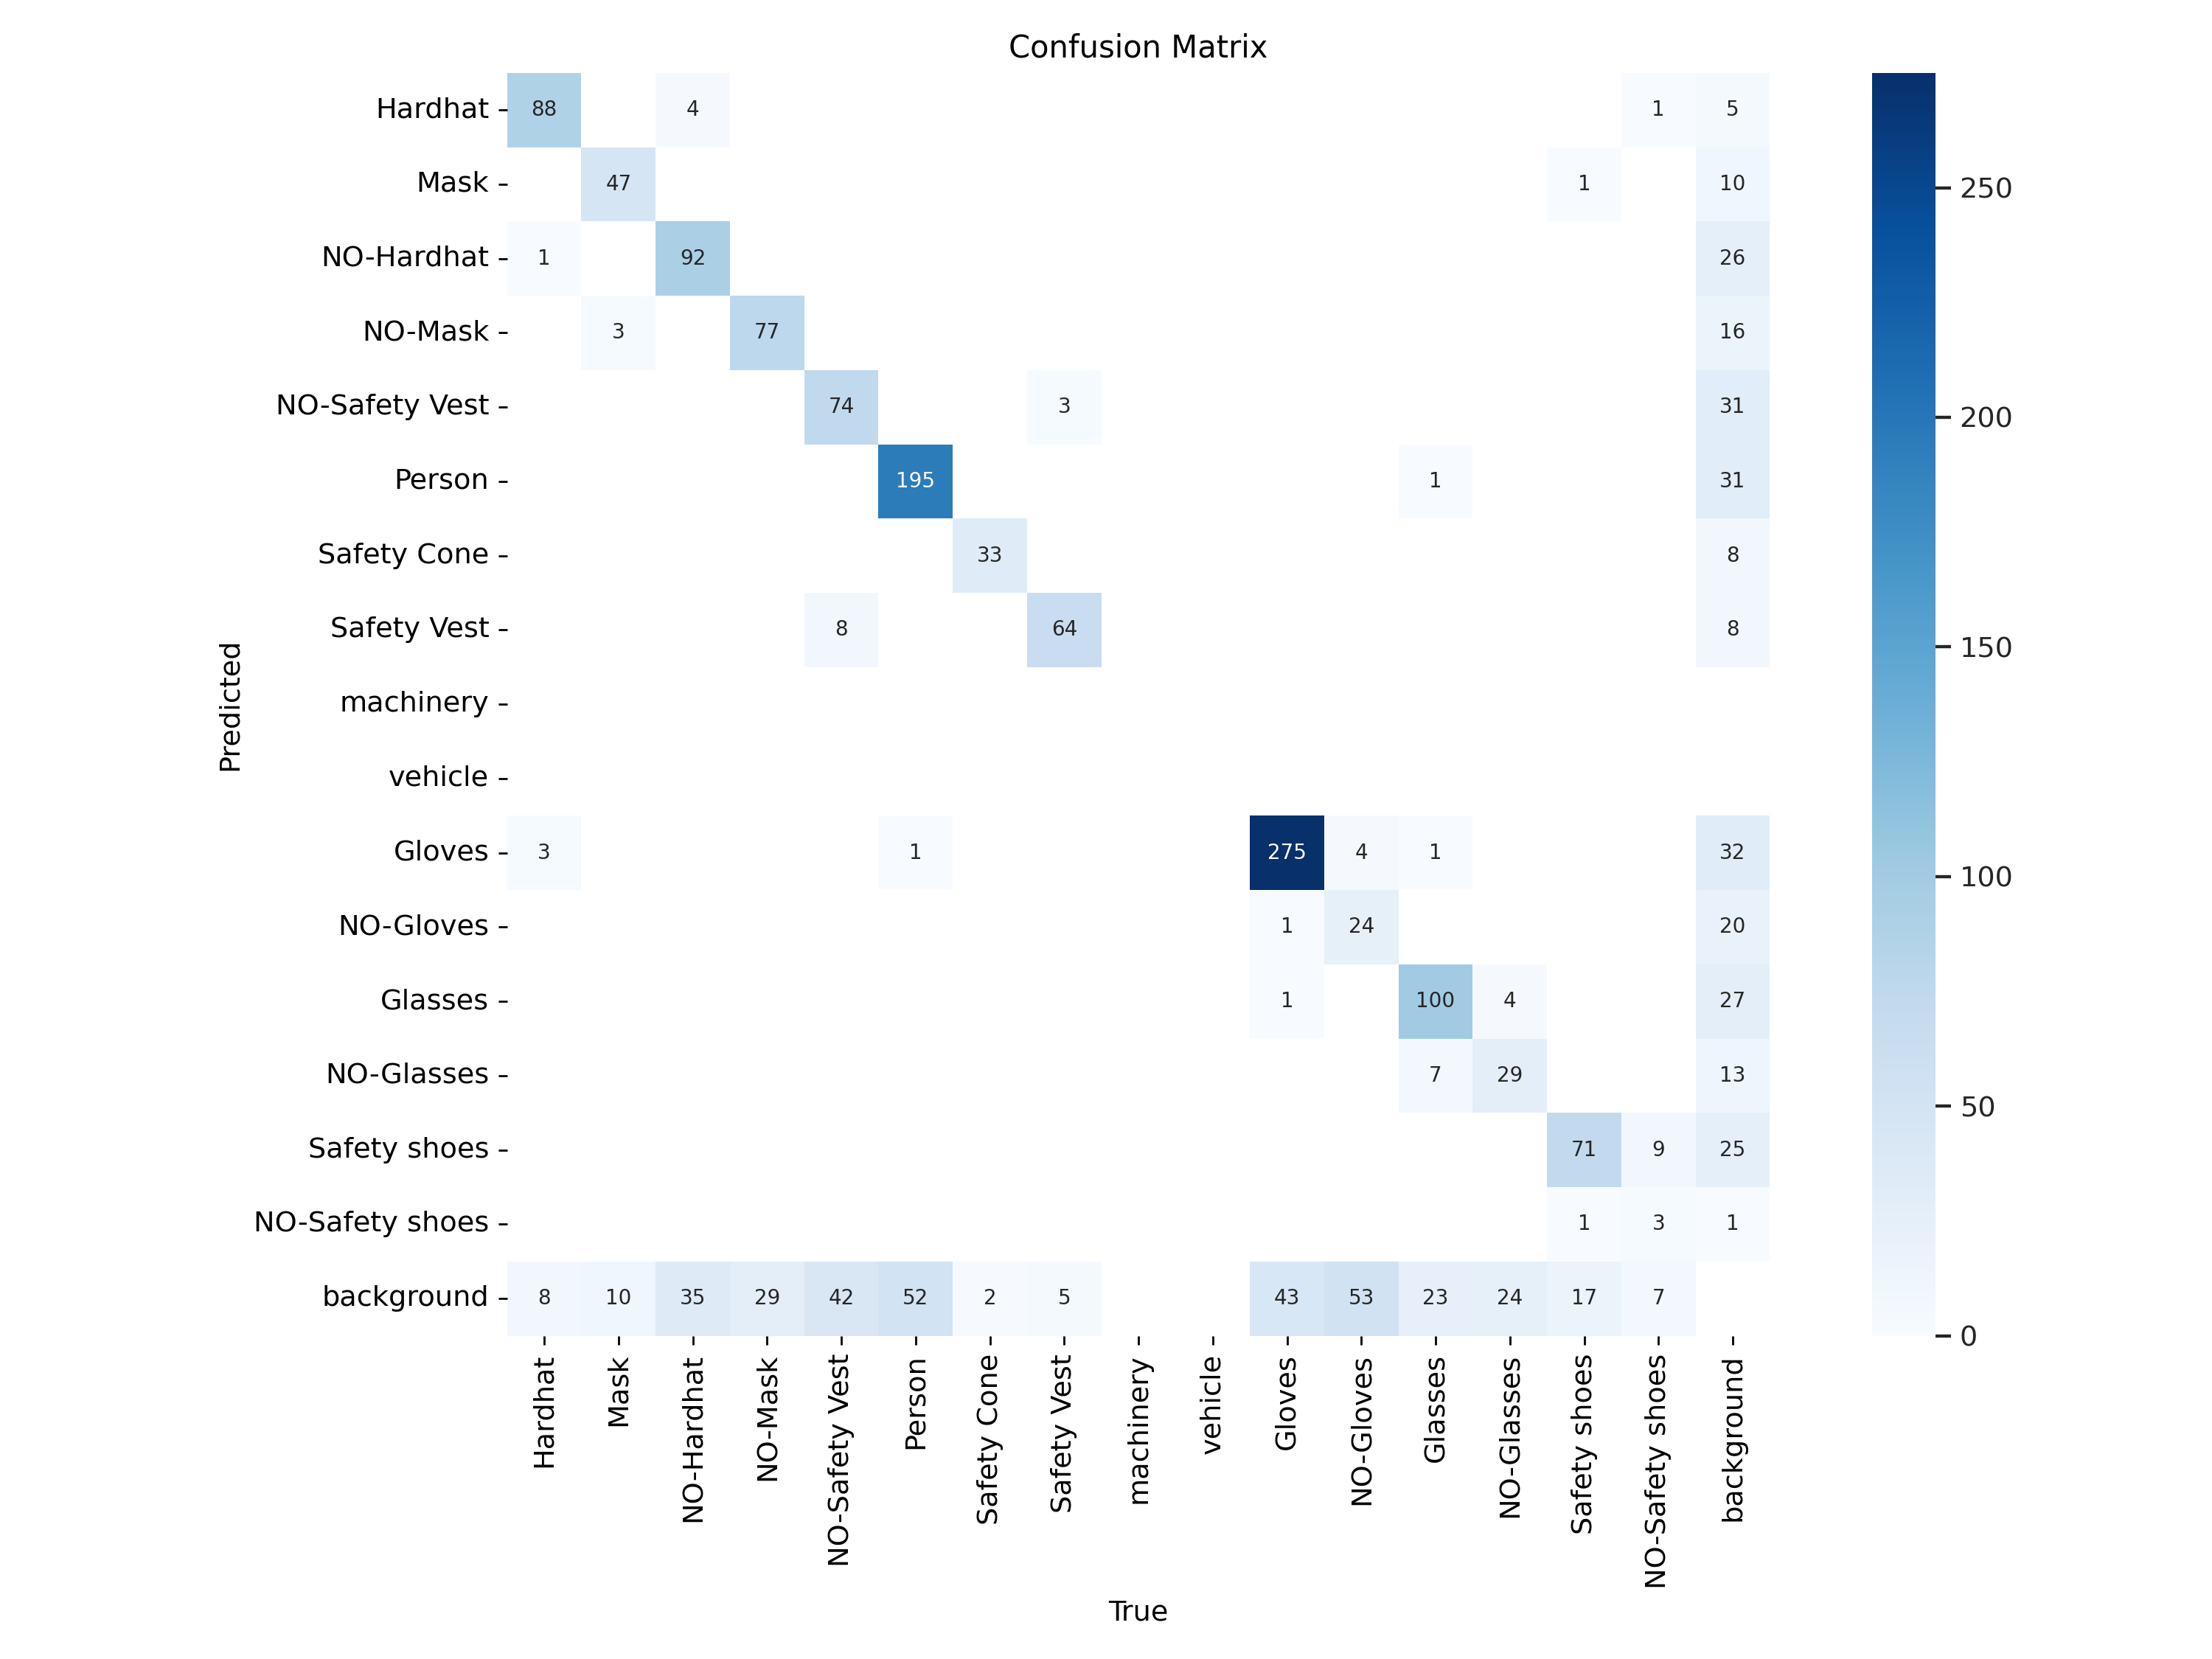 Confusion Matrix
Hardhat 88 4 1 5
Mask 47 1 10
NO-Hardhat 1 92 26
NO-Mask 3 77 16
NO-Safety Vest 74 3 31
Person 195 1 31
Safety Cone 33 8
Safety Vest 8 64 8
machinery
vehicle
Gloves 3 1 275 4 1 32
NO-Gloves 1 24 20
Glasses 1 100 4 27
NO-Glasses 7 29 13
Safety shoes 71 9 25
NO-Safety shoes 1 3 1
background 8 10 35 29 42 52 2 5 43 53 23 24 17 7
Predicted
Hardhat
Mask
NO-Hardhat
NO-Mask
NO-Safety Vest
Person
Safety Cone
Safety Vest
machinery
vehicle
Gloves
NO-Gloves
Glasses
NO-Glasses
Safety shoes
NO-Safety shoes
background
True
250
200
150
100
50
0